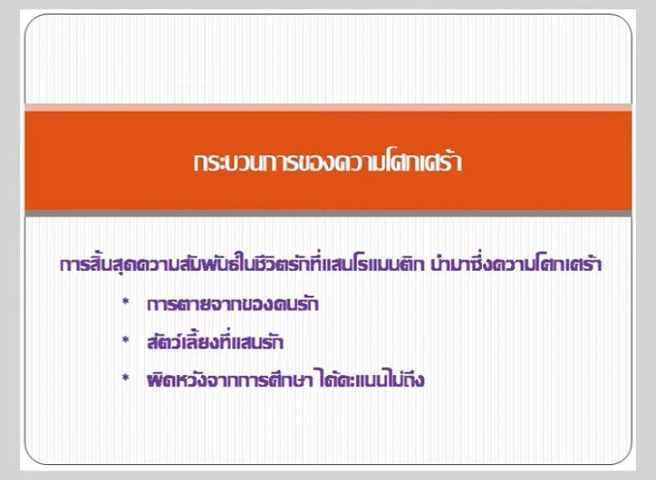 กระบวนการของความโศกเศร้า
การสิ้นสุดความสัมพันธ์ในชีวิตรักที่แสนโรแมนติก นำมาซึ่งความโศกเศร้า
* การตายจากของคนรัก
* สัตว์เลี้ยงที่แสนรัก
* ผิดหวังจากการศึกษา ได้คะแนนไม่ถึง